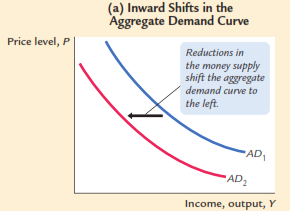 (a) Inward Shifts in the
Aggregate Demand Curve
Price level, P
Reductions in
the money supply
shift the aggregate
demand curve to
the left.
AD1
AD2
Income, output, Y